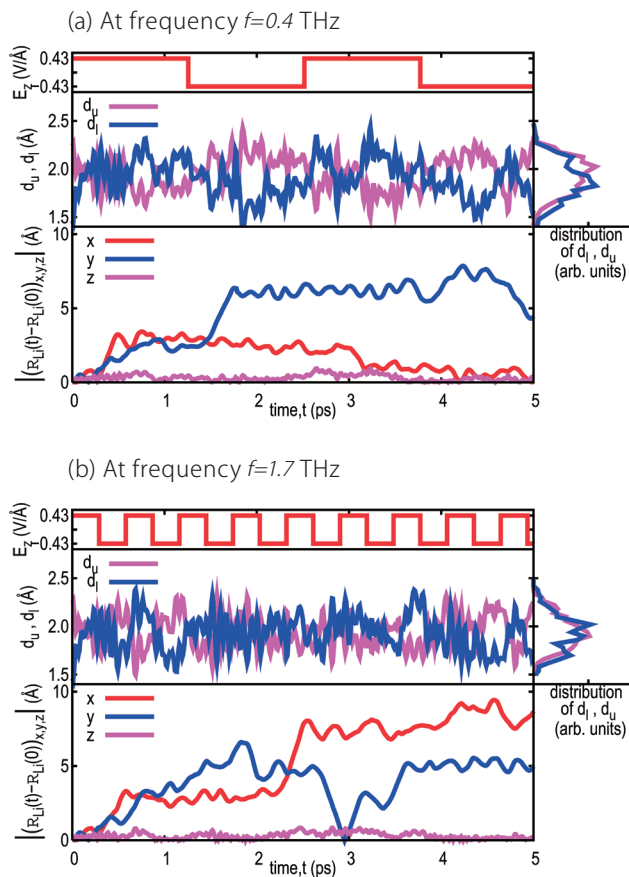 (a) At frequency f=0.4 THz
0.43
-0.43
E_z (V/Å)
d_u
d_l
2.5
2.0
1.5
d_u , d_l (Å)
distribution
of d_l , d_u
(arb. units)
x
y
z
10
5
0
|(R_Li(t)−R_Li(0))_x,y,z| (Å)
0 1 2 3 4 5
time,t (ps)
(b) At frequency f=1.7 THz
0.43
-0.43
E_z (V/Å)
d_u
d_l
2.5
2.0
1.5
d_u , d_l (Å)
distribution
of d_l , d_u
(arb. units)
x
y
z
10
5
0
|(R_Li(t)−R_Li(0))_x,y,z| (Å)
0 1 2 3 4 5
time,t (ps)